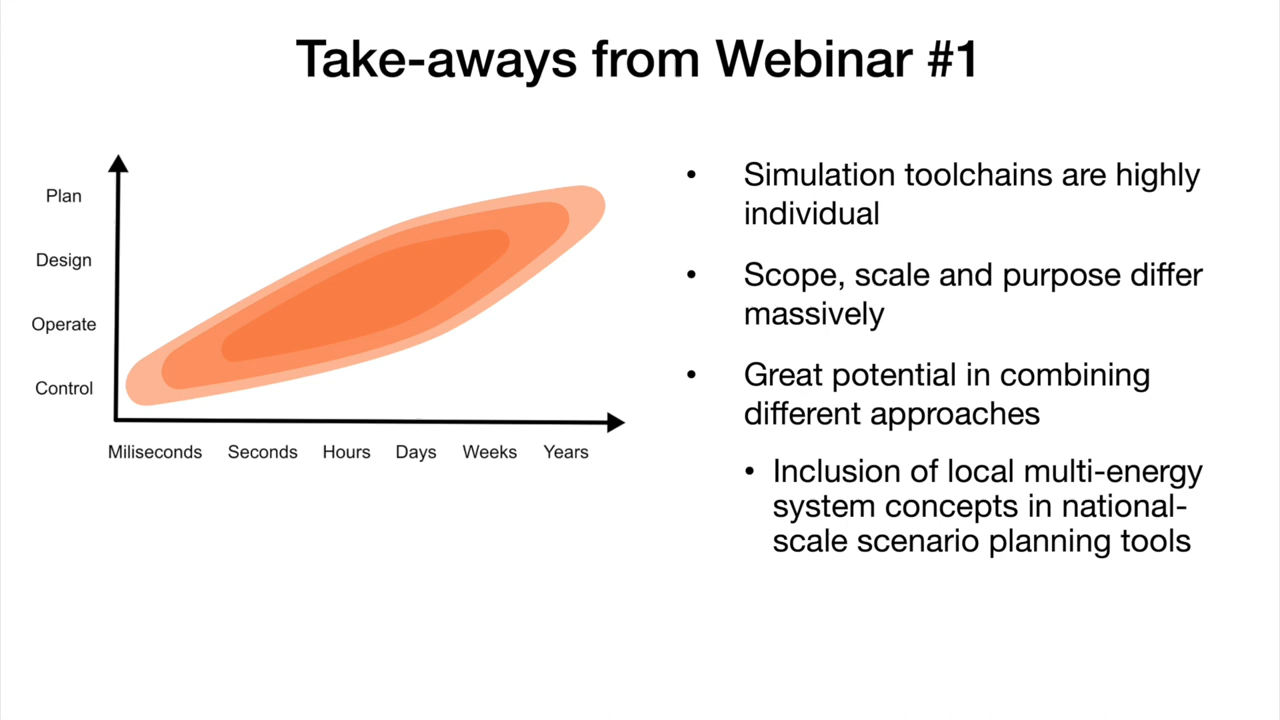 Take-aways from Webinar #1
Plan
Design
Operate
Control
Miliseconds Seconds Hours Days Weeks Years
• Simulation toolchains are highly
individual
• Scope, scale and purpose differ
massively
• Great potential in combining
different approaches
• Inclusion of local multi-energy
system concepts in national-
scale scenario planning tools